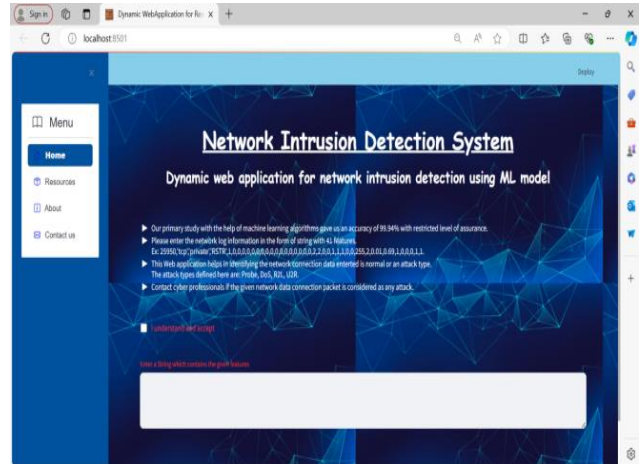 Sign in
Dynamic WebApplication for Res
localhost:8501
Deploy
Menu
Home
Resources
About
Contact us
Network Intrusion Detection System
Dynamic web application for network intrusion detection using ML model
Our primary study with the help of machine learning algorithms gave us an accuracy of 99.94% with restricted level of assurance.
Please enter the network log information in the form of string with 41 features.
This Web application helps in identifying the network connection data enterted is normal or an attack type.
The attack types defined here are: Probe, DoS, R2L, U2R.
Contact cyber professionals if the given network data connection packet is considered as any attack.
I understand and accept
Enter a String which contains the given features